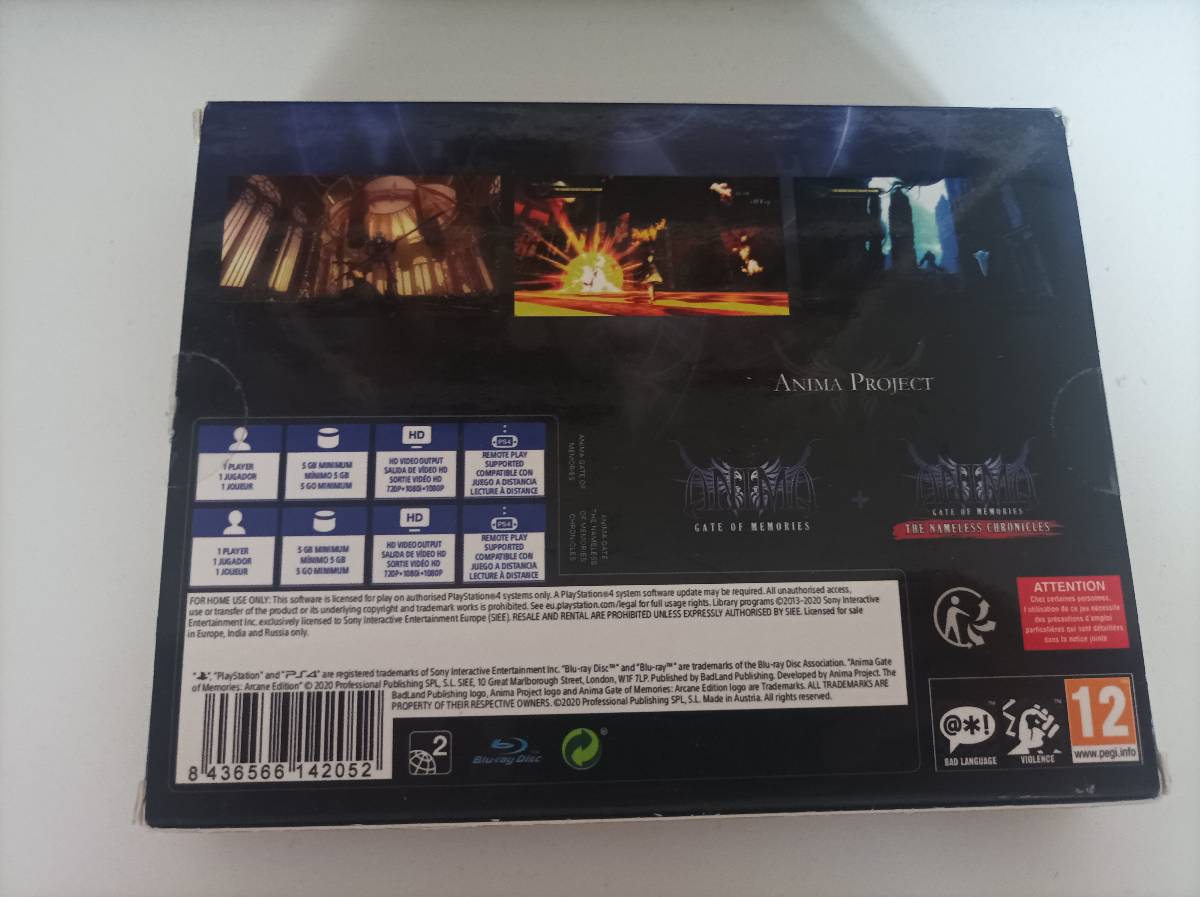 ANIMA PROJECT
1 PLAYER
1 JUGADOR
1 JOUEUR
5 GB MINIMUM
MÍNIMO 5 GB
5 GO MINIMUM
HD
HD VIDEO OUTPUT
SALIDA DE VÍDEO HD
SORTIE VIDÉO HD
720P•1080i•1080P
PS4
REMOTE PLAY
SUPPORTED
COMPATIBLE CON
JUEGO A DISTANCIA
LECTURE À DISTANCE
ANIMA GATE OF
MEMORIES
1 PLAYER
1 JUGADOR
1 JOUEUR
5 GB MINIMUM
MÍNIMO 5 GB
5 GO MINIMUM
HD
HD VIDEO OUTPUT
SALIDA DE VÍDEO HD
SORTIE VIDÉO HD
720P•1080i•1080P
PS4
REMOTE PLAY
SUPPORTED
COMPATIBLE CON
JUEGO A DISTANCIA
LECTURE À DISTANCE
ANIMA GATE
OF MEMORIES
THE NAMELESS
CHRONICLES
ANIMA
GATE OF MEMORIES
+
ANIMA
GATE OF MEMORIES
THE NAMELESS CHRONICLES
FOR HOME USE ONLY: This software is licensed for play on authorised PlayStation®4 systems only. A PlayStation®4 system software update may be required. All unauthorised access,
use or transfer of the product or its underlying copyright and trademark works is prohibited. See eu.playstation.com/legal for full usage rights. Library programs ©2013-2020 Sony Interactive
Entertainment Inc. exclusively licensed to Sony Interactive Entertainment Europe (SIEE). RESALE AND RENTAL ARE PROHIBITED UNLESS EXPRESSLY AUTHORISED BY SIEE. Licensed for sale
in Europe, India and Russia only.
"PlayStation" and "PS4" are registered trademarks of Sony Interactive Entertainment Inc. "Blu-ray Disc™" and "Blu-ray™" are trademarks of the Blu-ray Disc Association. "Anima Gate
of Memories: Arcane Edition" © 2020 Professional Publishing SPL, S.L. SIEE, 10 Great Marlborough Street, London, W1F 7LP. Published by BadLand Publishing. Developed by Anima Project. The
BadLand Publishing logo, Anima Project logo and Anima Gate of Memories: Arcane Edition logo are Trademarks. ALL TRADEMARKS ARE
PROPERTY OF THEIR RESPECTIVE OWNERS. ©2020 Professional Publishing SPL, S.L. Made in Austria. All rights reserved.
8 436566 142052
2
Blu-ray Disc
ATTENTION
Chez certaines personnes,
l'utilisation de ce jeu nécessite
des précautions d'emploi
particulières qui sont détaillées
dans la notice jointe
@*!
BAD LANGUAGE
VIOLENCE
12
www.pegi.info